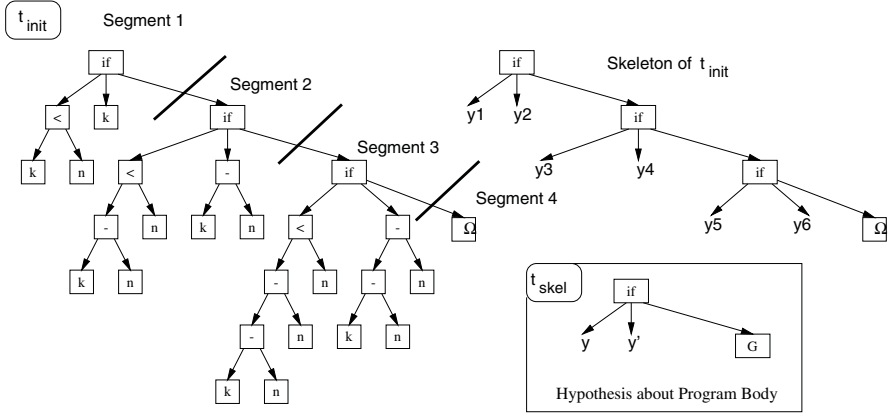 t init
Segment 1
if
Segment 2
Skeleton of t init
if
< k if
y1 y2 if
Segment 3
k n < - if
y3 y4 if
Segment 4
- n k n < - Ω
y5 y6 Ω
k n - n - n
t skel
if
- n k n
y y' G
k n
Hypothesis about Program Body